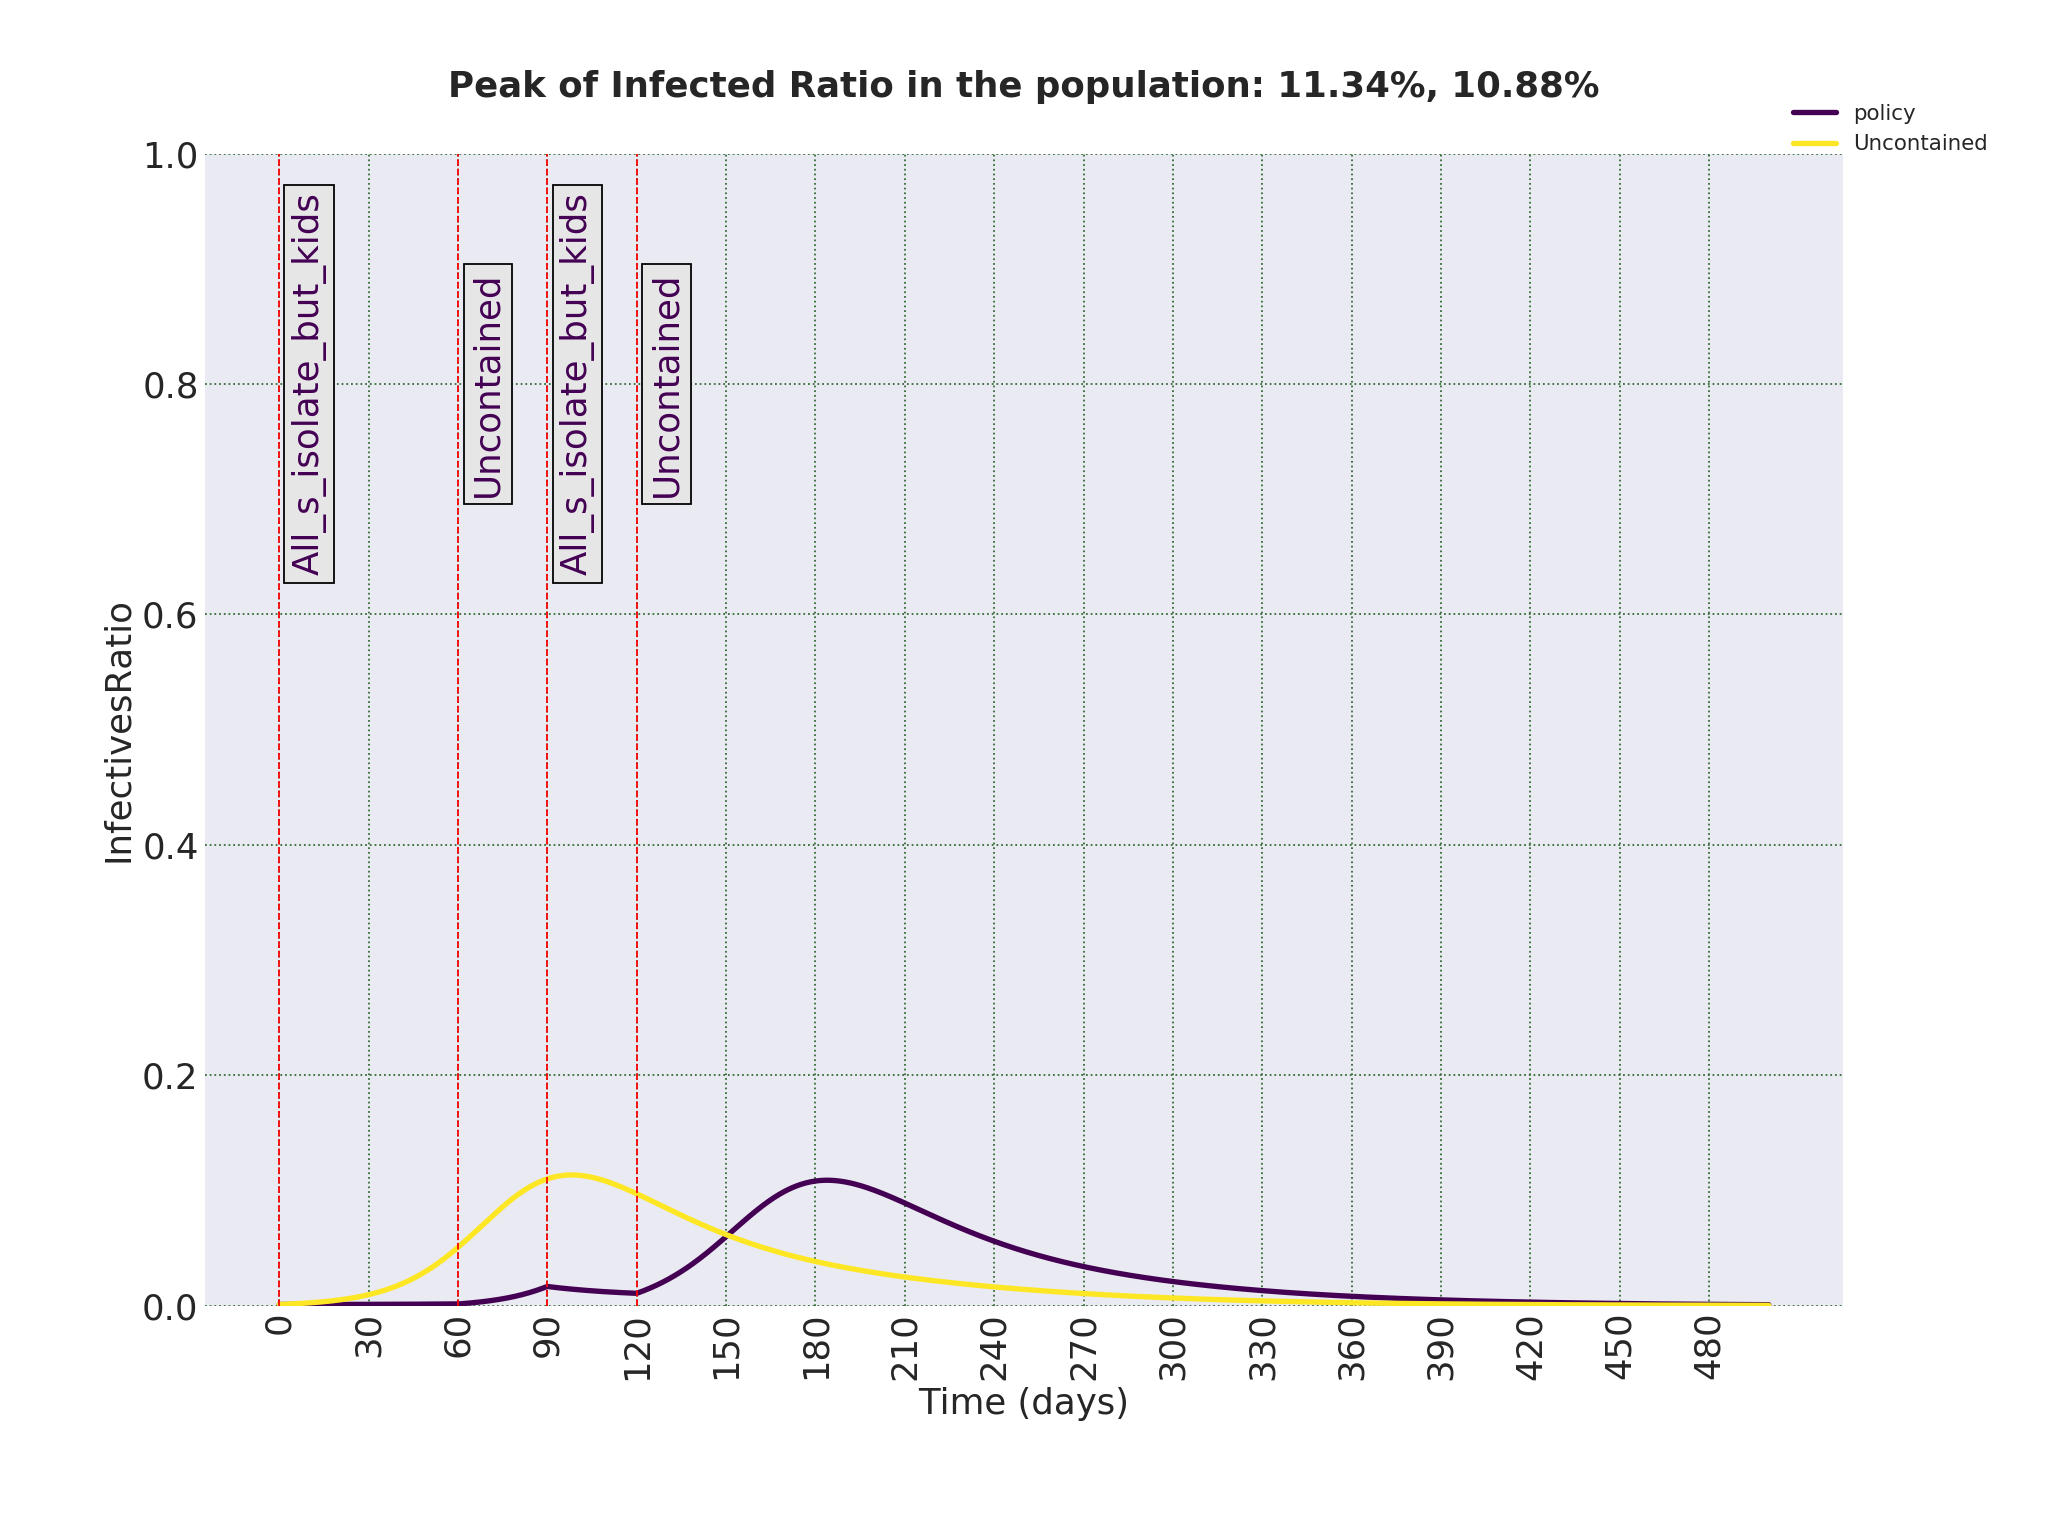 Peak of Infected Ratio in the population: 11.34%, 10.88%
policy
Uncontained
1.0
0.8
0.6
0.4
0.2
0.0
InfectivesRatio
All_s_isolate_but_kids
Uncontained
All_s_isolate_but_kids
Uncontained
0 30 60 90 120 150 180 210 240 270 300 330 360 390 420 450 480
Time (days)